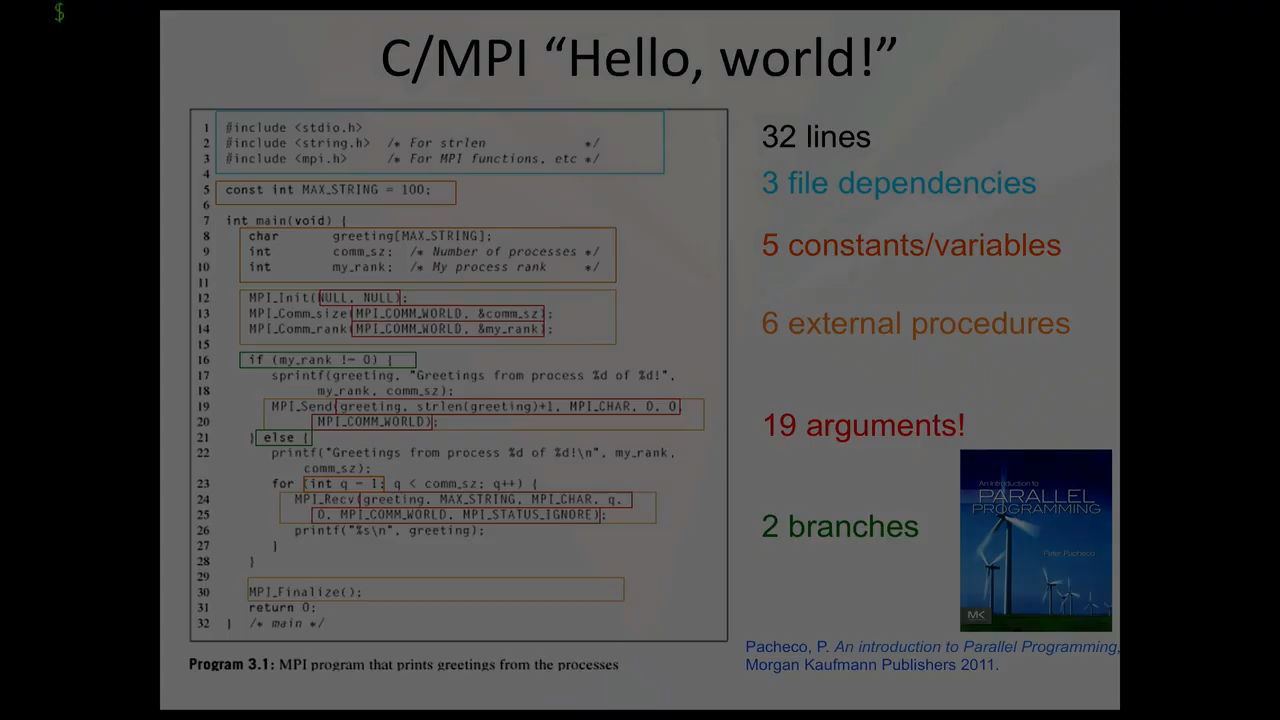 $
C/MPI “Hello, world!”
1 #include <stdio.h>
2 #include <string.h> /* For strlen */
3 #include <mpi.h> /* For MPI functions, etc */
4
5 const int MAX_STRING = 100;
6
7 int main(void) {
8 char greeting[MAX_STRING];
9 int comm_sz; /* Number of processes */
10 int my_rank; /* My process rank */
11
12 MPI_Init(NULL, NULL);
13 MPI_Comm_size(MPI_COMM_WORLD, &comm_sz);
14 MPI_Comm_rank(MPI_COMM_WORLD, &my_rank);
15
16 if (my_rank != 0) {
17 sprintf(greeting, "Greetings from process %d of %d!",
18 my_rank, comm_sz);
19 MPI_Send(greeting, strlen(greeting)+1, MPI_CHAR, 0, 0,
20 MPI_COMM_WORLD);
21 } else {
22 printf("Greetings from process %d of %d!\n", my_rank,
comm_sz);
23 for (int q = 1; q < comm_sz; q++) {
24 MPI_Recv(greeting, MAX_STRING, MPI_CHAR, q,
25 0, MPI_COMM_WORLD, MPI_STATUS_IGNORE);
26 printf("%s\n", greeting);
27 }
28 }
29
30 MPI_Finalize();
31 return 0;
32 } /* main */
Program 3.1: MPI program that prints greetings from the processes
32 lines
3 file dependencies
5 constants/variables
6 external procedures
19 arguments!
2 branches
An Introduction to
PARALLEL
PROGRAMMING
Peter Pacheco
MK
Pacheco, P. An introduction to Parallel Programming,
Morgan Kaufmann Publishers 2011.